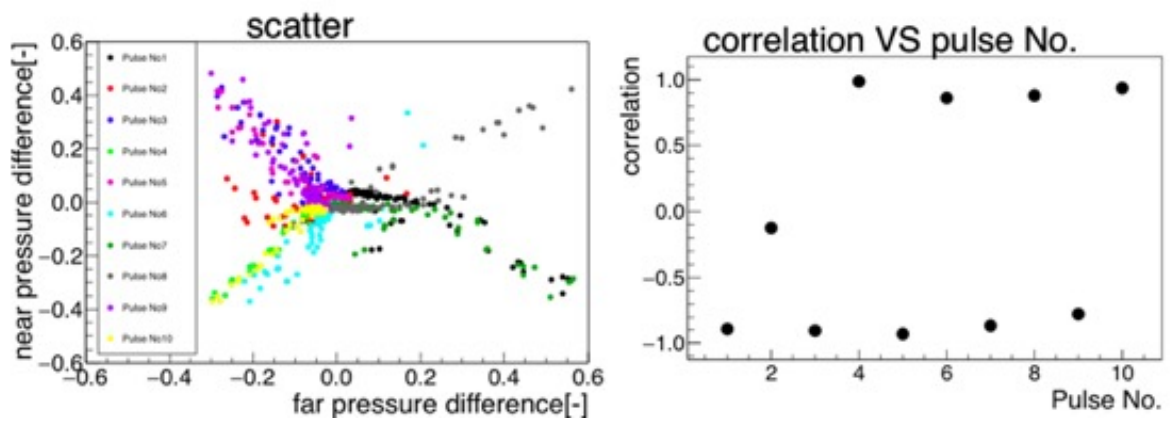 scatter
near pressure difference[-]
0.6
0.4
0.2
0.0
−0.2
−0.4
−0.6
Pulse No1
Pulse No2
Pulse No3
Pulse No4
Pulse No5
Pulse No6
Pulse No7
Pulse No8
Pulse No9
Pulse No10
−0.6 −0.4 −0.2 0.0 0.2 0.4 0.6
far pressure difference[-]
correlation VS pulse No.
correlation
1.0
0.5
0.0
−0.5
−1.0
2 4 6 8 10
Pulse No.